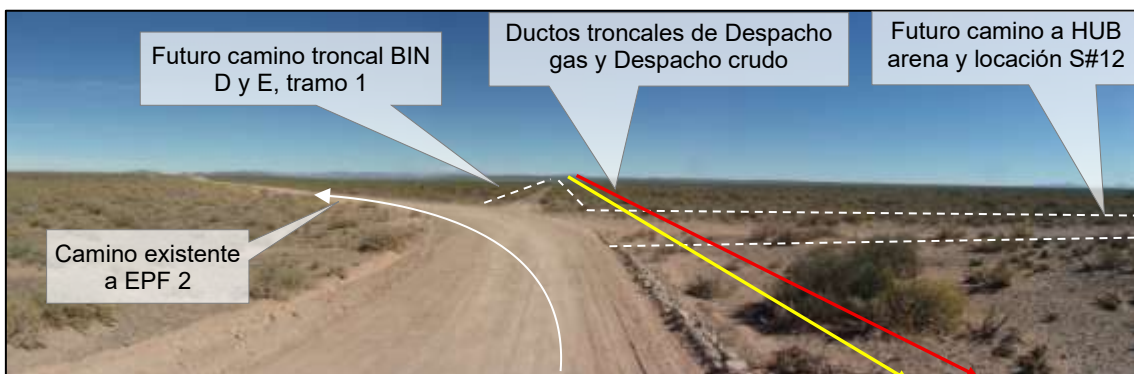 Futuro camino troncal BIN
D y E, tramo 1
Ductos troncales de Despacho
gas y Despacho crudo
Futuro camino a HUB
arena y locación S#12
Camino existente
a EPF 2